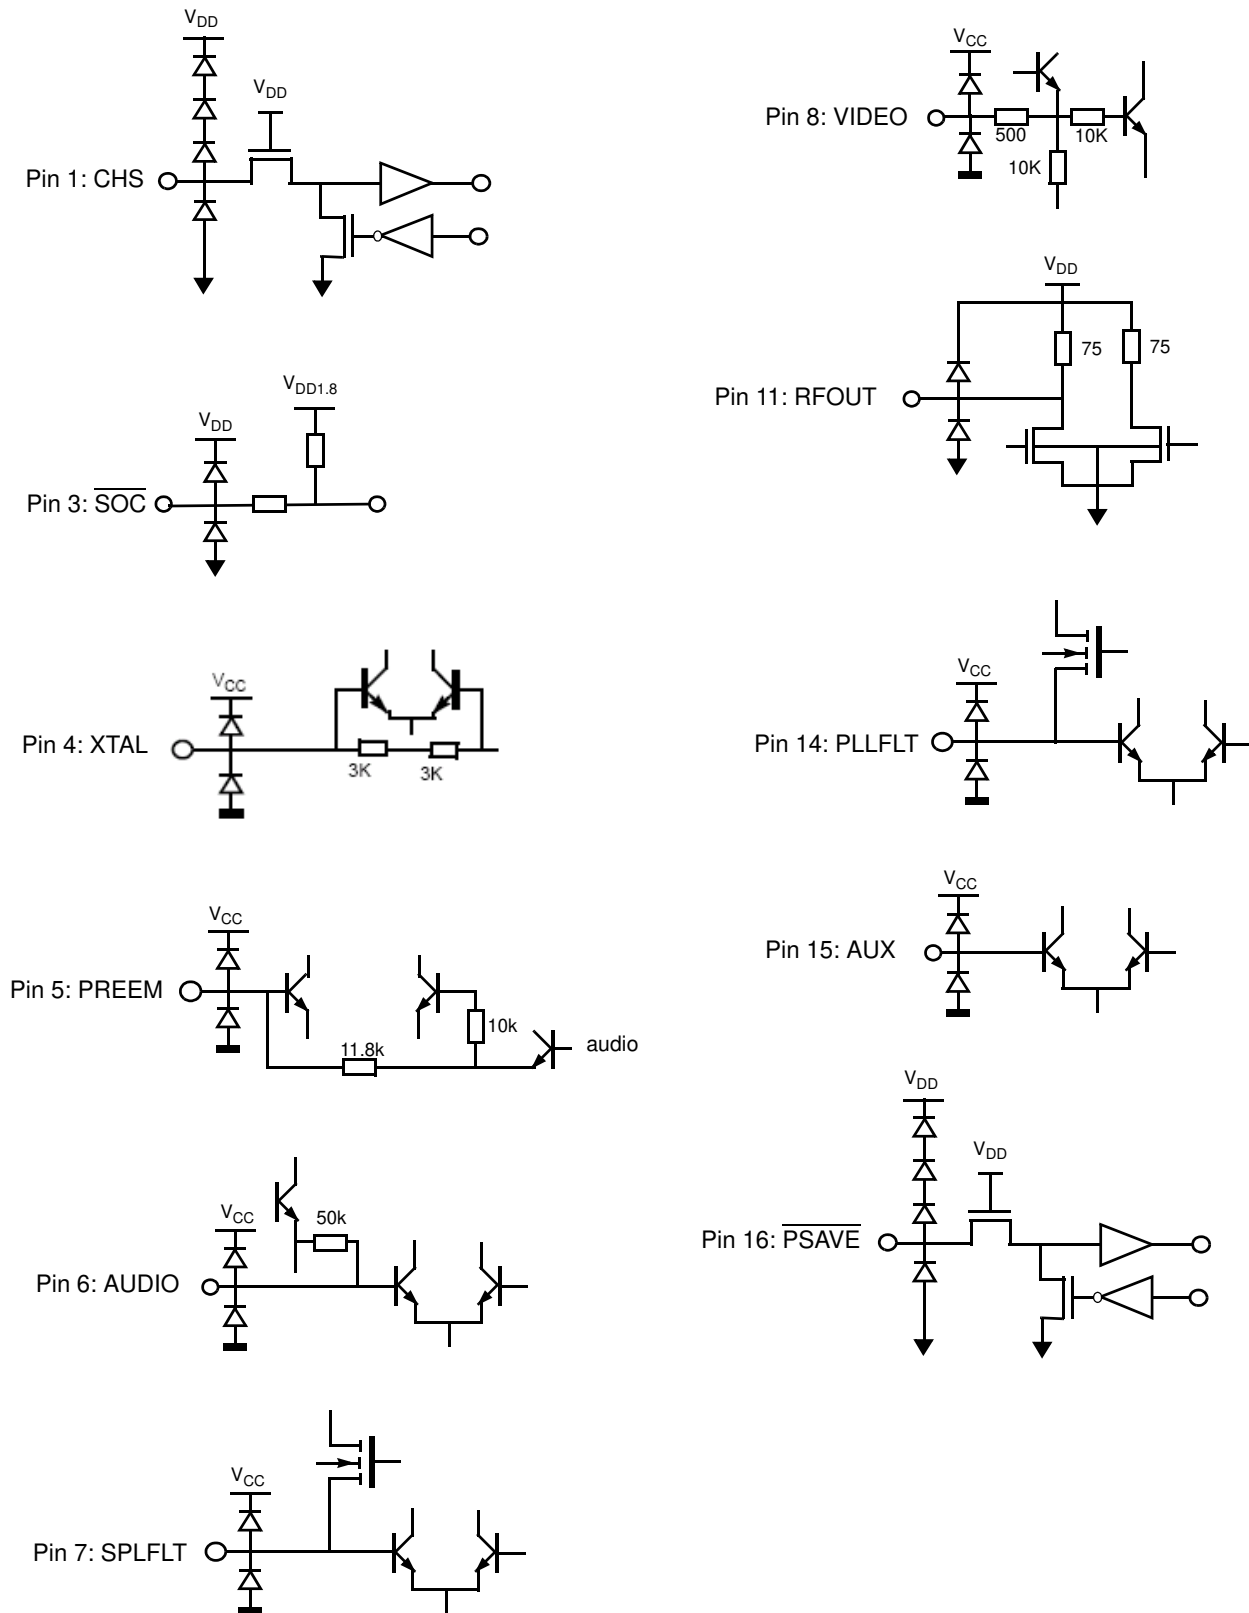 VDD
VDD
Pin 1: CHS
VDD1.8
VDD
Pin 3: SOC
VCC
Pin 4: XTAL
3K
3K
VCC
Pin 5: PREEM
10k
11.8k
audio
VCC
50k
Pin 6: AUDIO
VCC
Pin 7: SPLFLT
VCC
Pin 8: VIDEO
500
10K
10K
VDD
75
75
Pin 11: RFOUT
VCC
Pin 14: PLLFLT
VCC
Pin 15: AUX
VDD
VDD
Pin 16: PSAVE